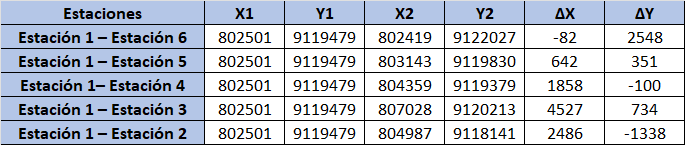 Estaciones X1 Y1 X2 Y2 ΔX ΔY
Estación 1 – Estación 6 802501 9119479 802419 9122027 -82 2548
Estación 1 – Estación 5 802501 9119479 803143 9119830 642 351
Estación 1– Estación 4 802501 9119479 804359 9119379 1858 -100
Estación 1 – Estación 3 802501 9119479 807028 9120213 4527 734
Estación 1 – Estación 2 802501 9119479 804987 9118141 2486 -1338